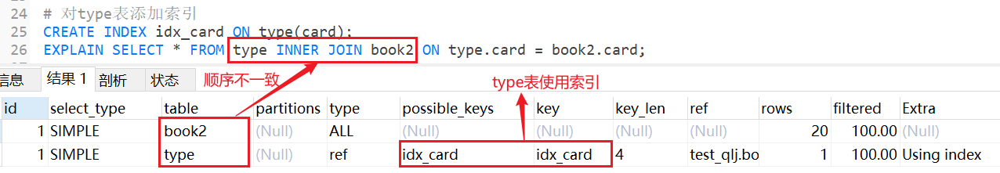 24 # 对type表添加索引
25 CREATE INDEX idx_card ON type(card);
26 EXPLAIN SELECT * FROM type INNER JOIN book2 ON type.card = book2.card;
信息 结果 1 剖析 状态 顺序不一致 type表使用索引
id select_type table partitions type possible_keys key key_len ref rows filtered Extra
1 SIMPLE book2 (Null) ALL (Null) (Null) (Null) (Null) 20 100.00 (Null)
1 SIMPLE type (Null) ref idx_card idx_card 4 test_qlj.bo 1 100.00 Using index